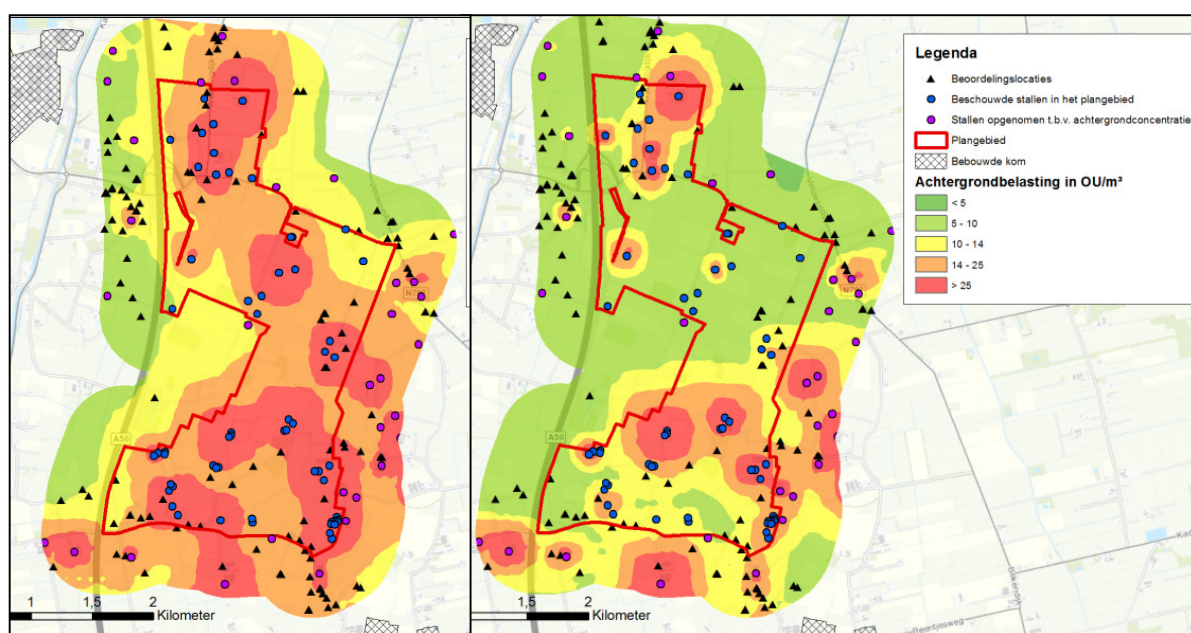 A50
N7
1 1,5 2
Kilometer
A50
N7
1 1,5 2
Kilometer
Beentjesweg
Legenda
Beoordelingslocaties
Beschouwde stallen in het plangebied
Stallen opgenomen t.b.v. achtergrondconcentratie
Plangebied
Bebouwde kom
Achtergrondbelasting in OU/m³
< 5
5 - 10
10 - 14
14 - 25
> 25